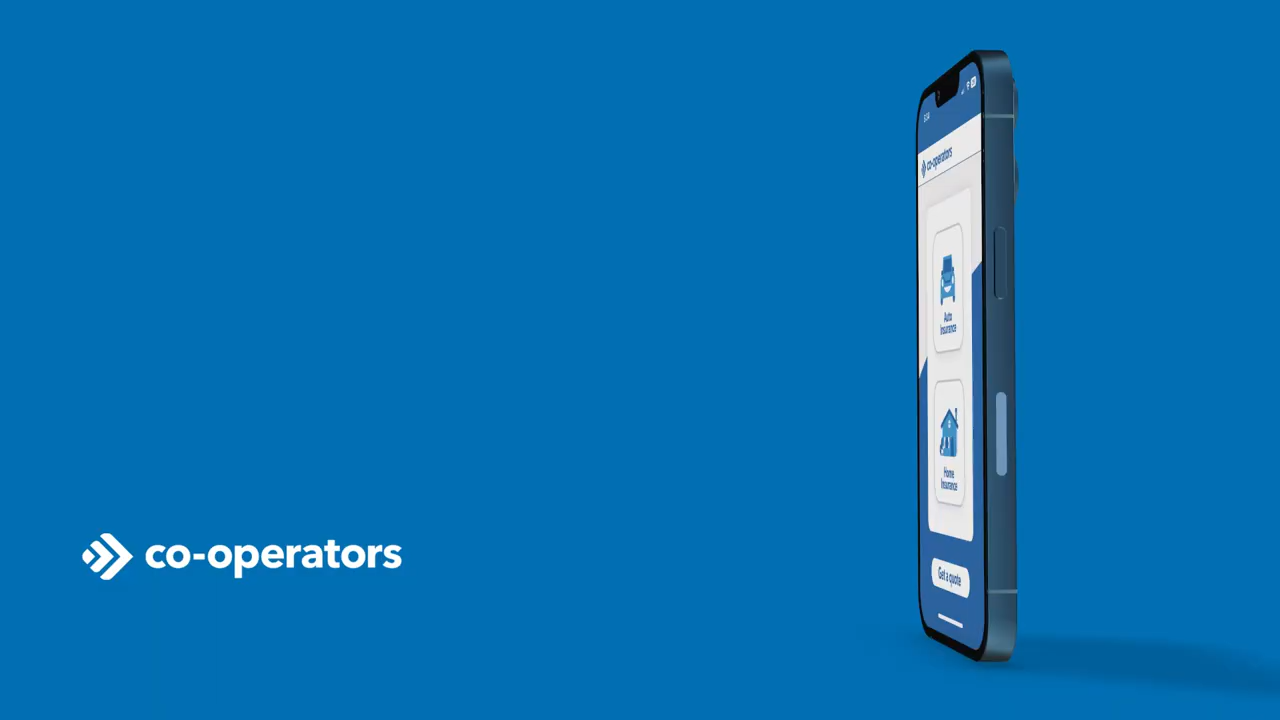 co-operators
Auto
Insurance
Home
Insurance
Get a quote
co-operators